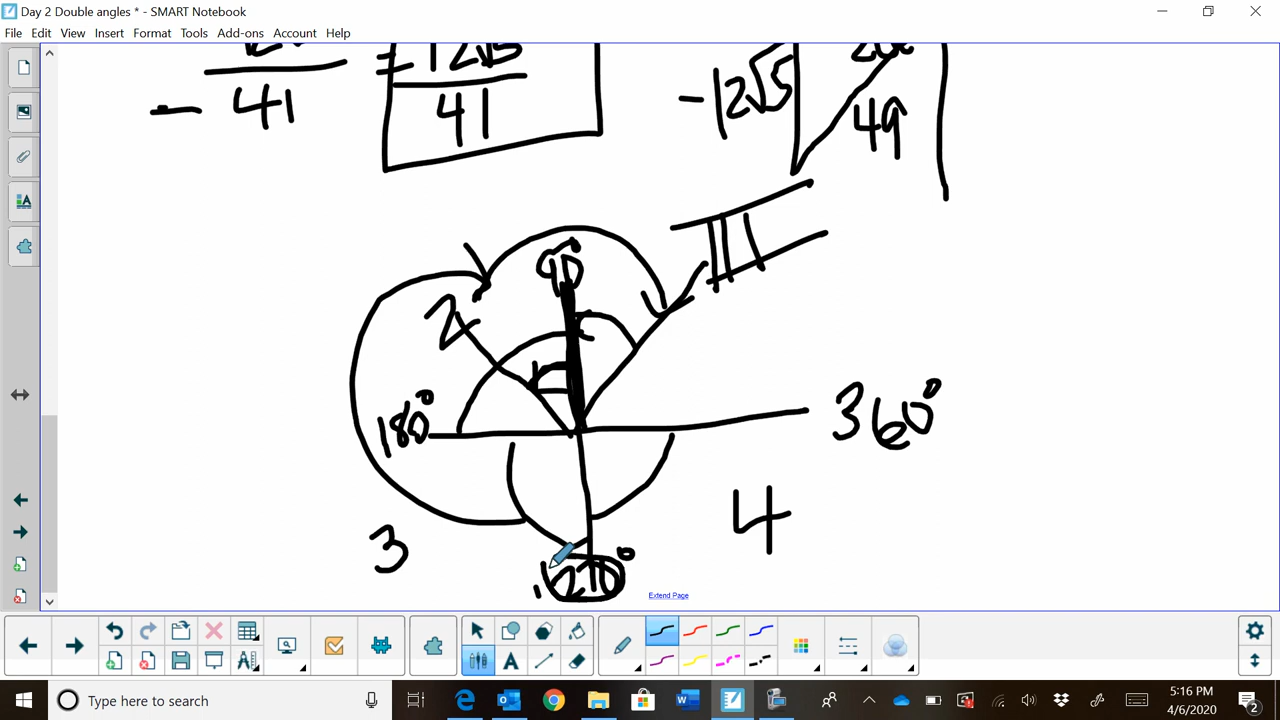 Day 2 Double angles * - SMART Notebook
File Edit View Insert Format Tools Add-ons Account Help
- 41
= 12√5
41
-12√5
49
III
90°
2
180°
360°
3
4
270°
Extend Page
Type here to search
5:16 PM
4/6/2020
2